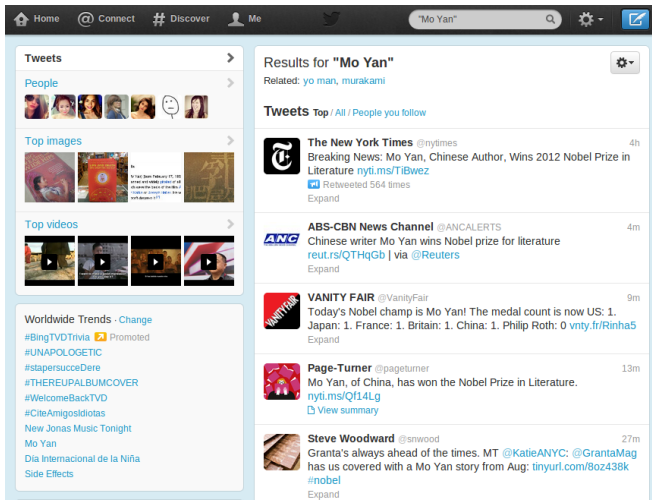 Home
Connect
Discover
Me
"Mo Yan"
Tweets
People
Top images
Top videos
Worldwide Trends · Change
#BingTVDTrivia Promoted
#UNAPOLOGETIC
#stapersucceDere
#THEREUPALBUMCOVER
#WelcomeBackTVD
#CiteAmigosIdiotas
New Jonas Music Tonight
Mo Yan
Día Internacional de la Niña
Side Effects
Results for "Mo Yan"
Related: yo man, murakami
Tweets Top / All / People you follow
The New York Times @nytimes 4h
Breaking News: Mo Yan, Chinese Author, Wins 2012 Nobel Prize in
Literature nyti.ms/TiBwez
Retweeted 564 times
Expand
ANC
ABS-CBN News Channel @ANCALERTS 4m
Chinese writer Mo Yan wins Nobel prize for literature
reut.rs/QTHqGb | via @Reuters
Expand
VANITY FAIR
VANITY FAIR @VanityFair 9m
Today's Nobel champ is Mo Yan! The medal count is now US: 1.
Japan: 1. France: 1. Britain: 1. China: 1. Philip Roth: 0 vnty.fr/Rinha5
Expand
Page-Turner @pageturner 13m
Mo Yan, of China, has won the Nobel Prize in Literature.
nyti.ms/Qf14Lg
View summary
Steve Woodward @snwood 27m
Granta's always ahead of the times. MT @KatieANYC: @GrantaMag
has us covered with a Mo Yan story from Aug: tinyurl.com/8oz438k
#nobel
Expand